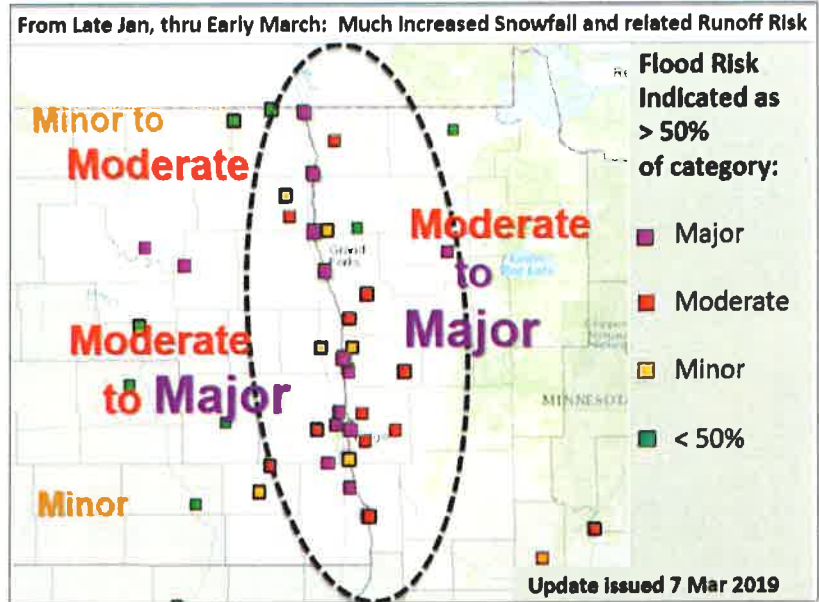 From Late Jan, thru Early March: Much Increased Snowfall and related Runoff Risk
Minor to
Moderate
Moderate
to
Major
Moderate
to Major
Minor
Grand
Forks
MINNESOTA
Flood Risk
Indicated as
> 50%
of category:
Major
Moderate
Minor
< 50%
Update issued 7 Mar 2019